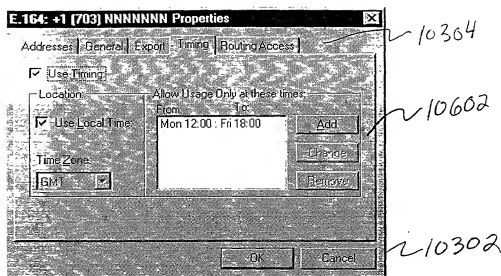 E.164: +1 (703) NNNNNNN Properties
Addresses General Export Timing Routing Access
10304
Use Timing
Location:
Allow Usage Only at these times:
Use Local Time
From: To:
Mon 12:00 : Fri 18:00
Add
10602
Change
Time Zone:
GMT
Remove
OK
Cancel
10302